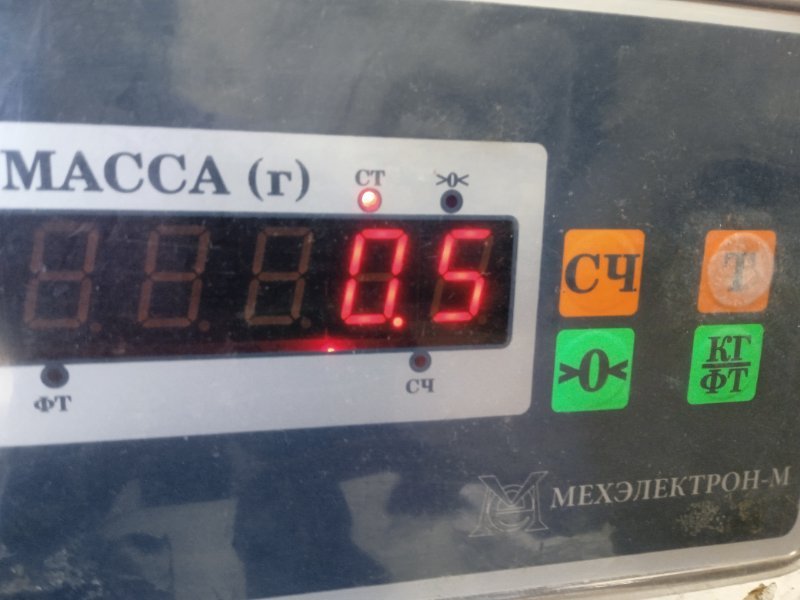 МАССА (г)
СТ >0<
0.5
ФТ СЧ
СЧ Т
>0< КГ
ФТ
МЕХЭЛЕКТРОН-М